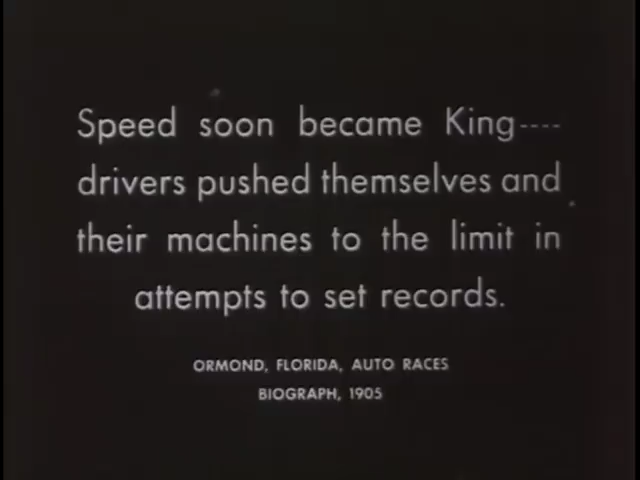 Speed soon became King----
drivers pushed themselves and
their machines to the limit in
attempts to set records.
ORMOND, FLORIDA, AUTO RACES
BIOGRAPH, 1905